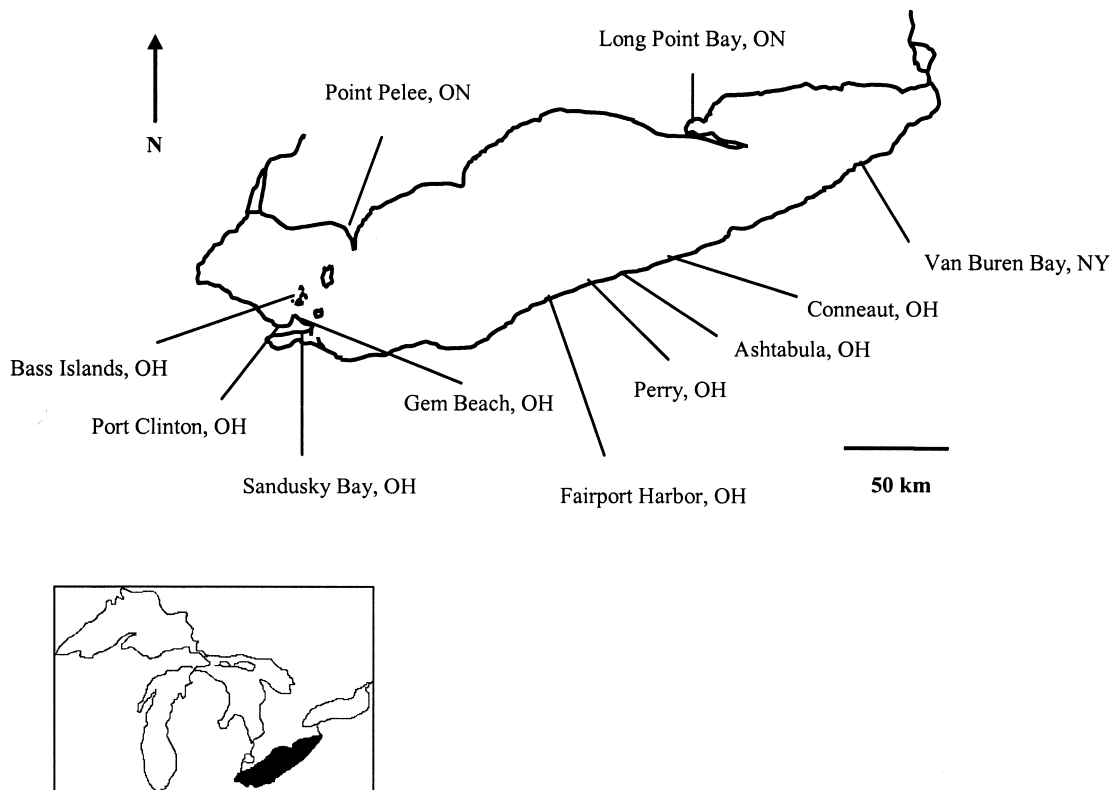 Long Point Bay, ON
Point Pelee, ON
N
Van Buren Bay, NY
Conneaut, OH
Ashtabula, OH
Bass Islands, OH
Perry, OH
Gem Beach, OH
Port Clinton, OH
Sandusky Bay, OH
Fairport Harbor, OH
50 km